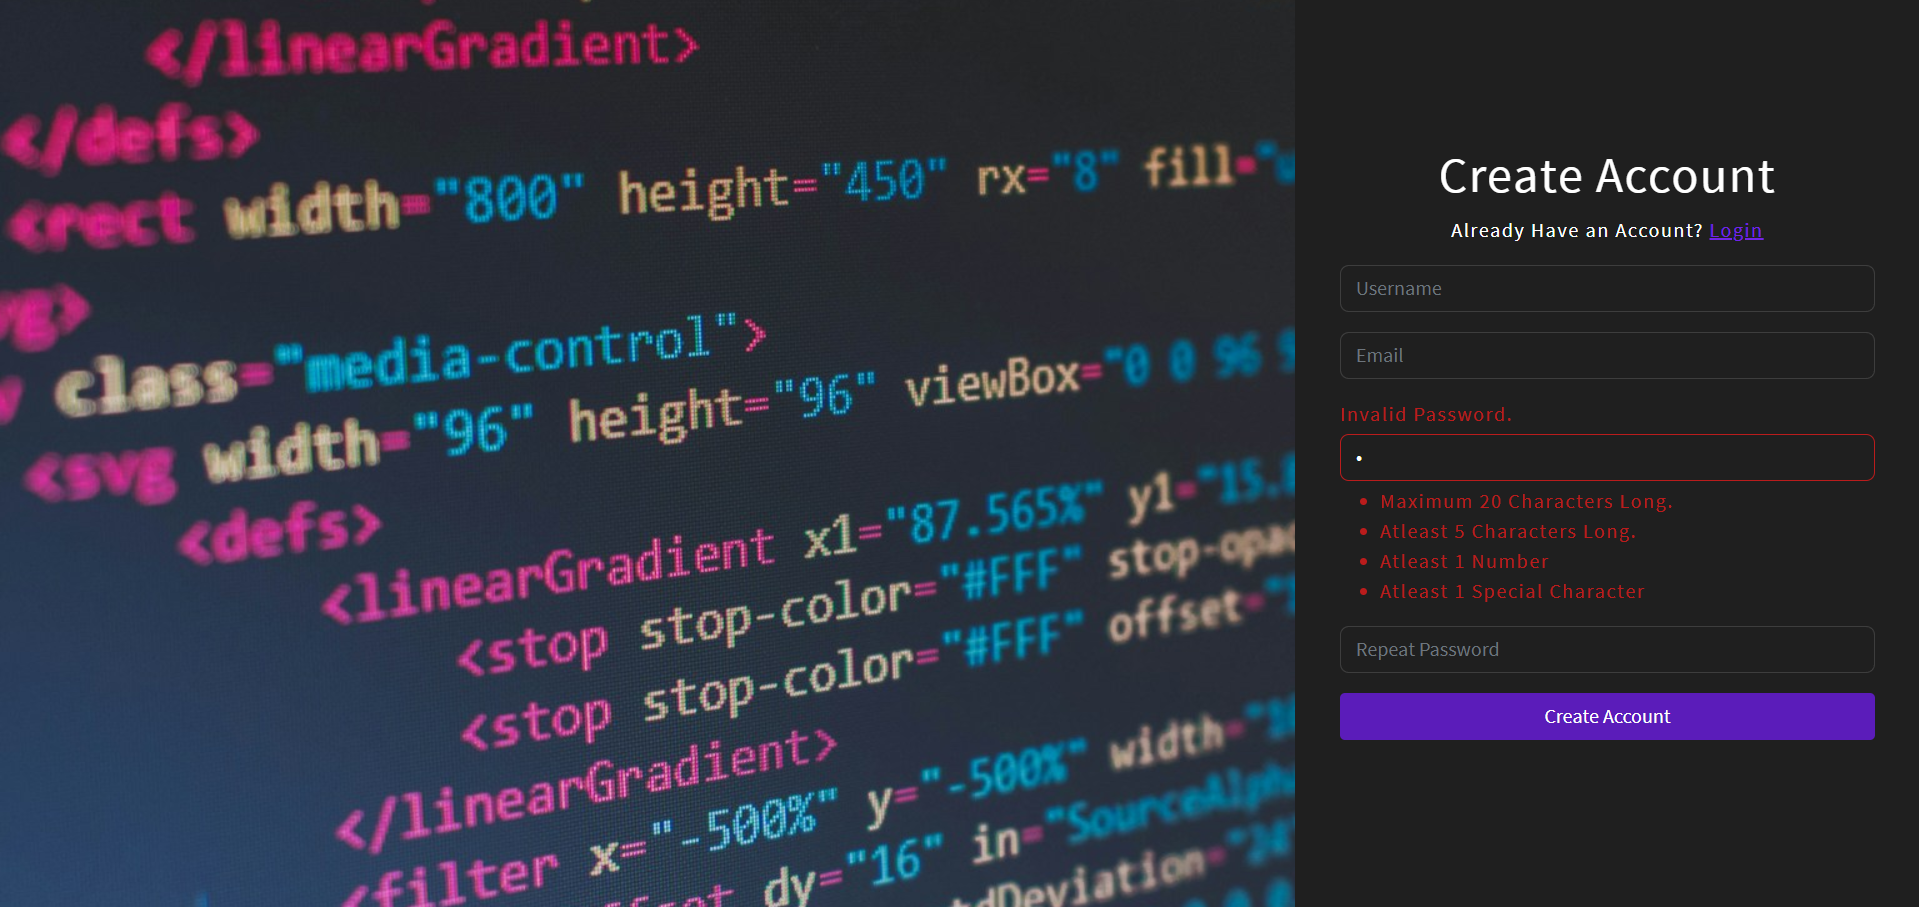 </linearGradient>
</defs>
<rect width="800" height="450" rx="8" fill="
class="media-control">
<svg width="96" height="96" viewBox="0 0 96
<defs>
<linearGradient x1="87.565%" y1="15.8
<stop stop-color="#FFF" stop-opac
<stop stop-color="#FFF" offset="
</linearGradient>
<filter x="-500%" y="-500%" width="
dy="16" in="SourceAlph
Deviation="24"
Create Account
Already Have an Account? Login
Username
Email
Invalid Password.
•
• Maximum 20 Characters Long.
• Atleast 5 Characters Long.
• Atleast 1 Number
• Atleast 1 Special Character
Repeat Password
Create Account